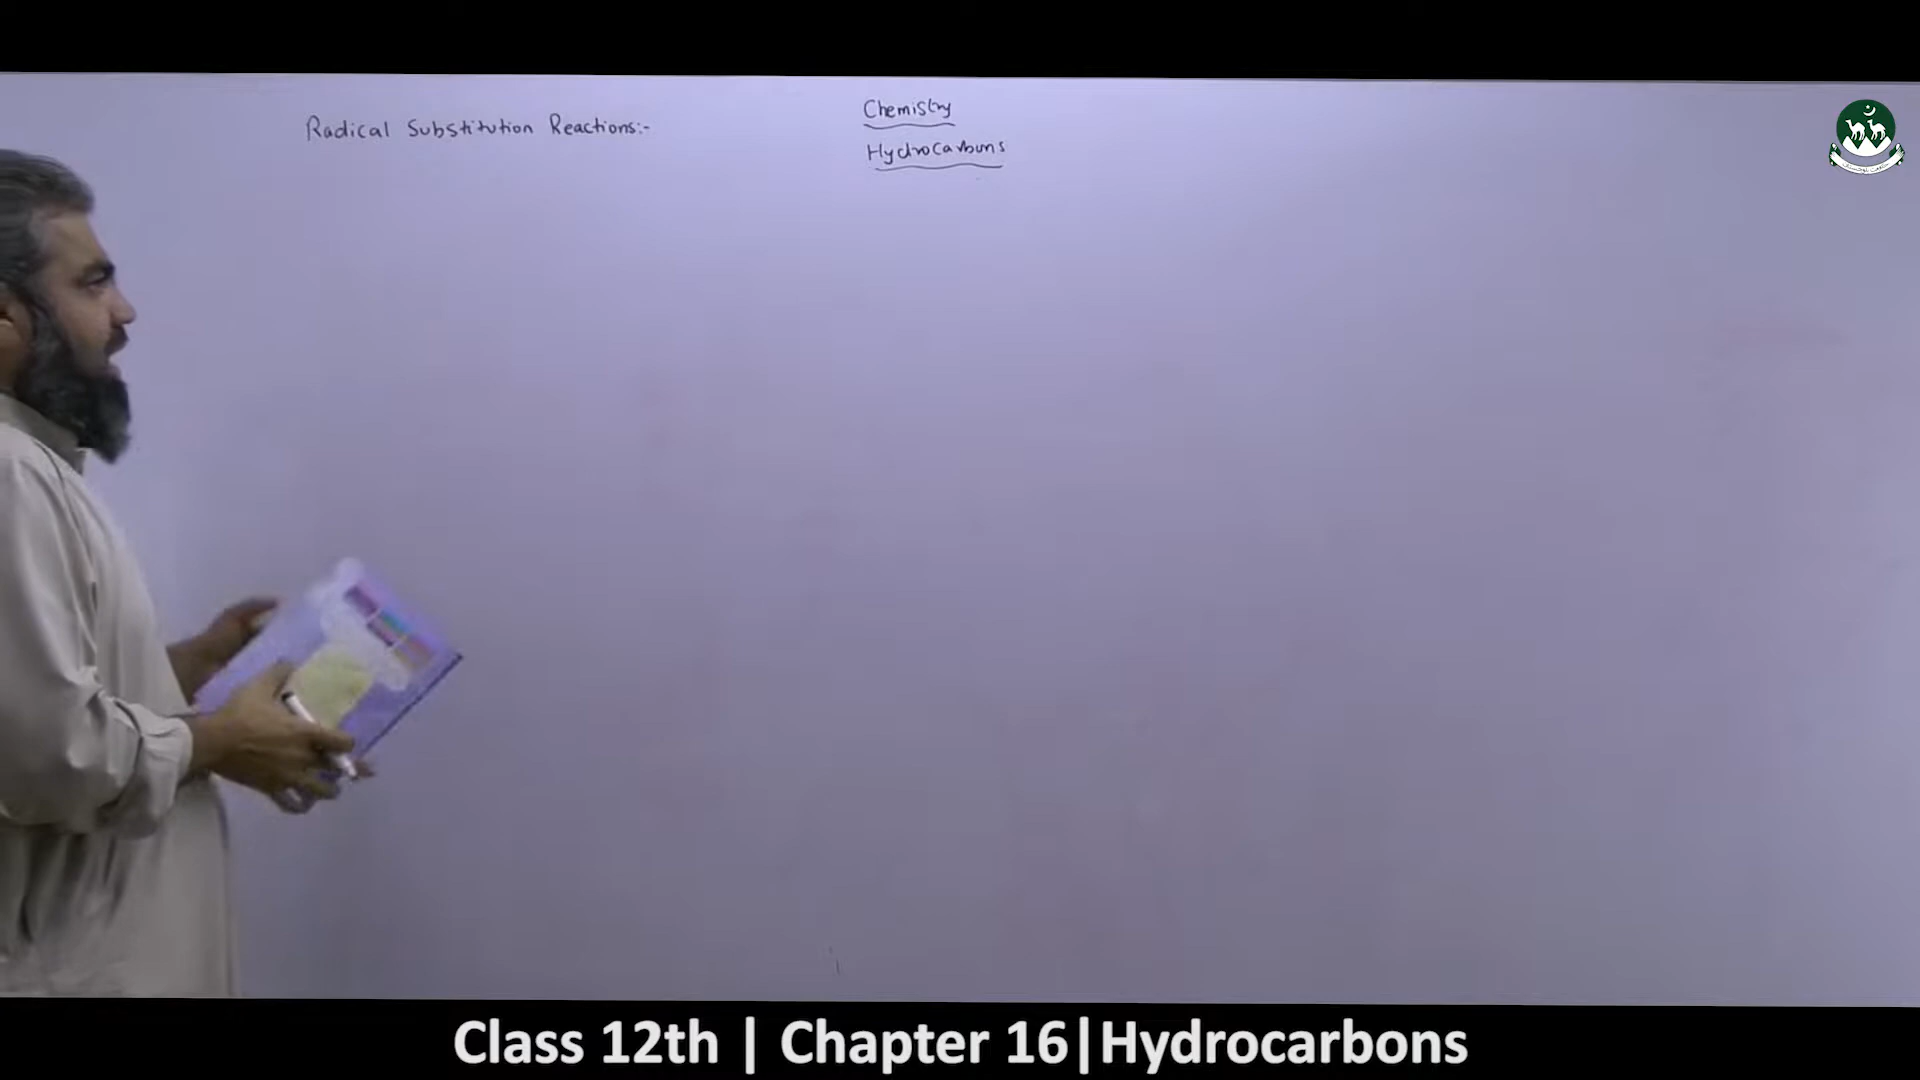 Chemistry
Radical Substitution Reactions:-
Hydrocarbons
Class 12th | Chapter 16|Hydrocarbons